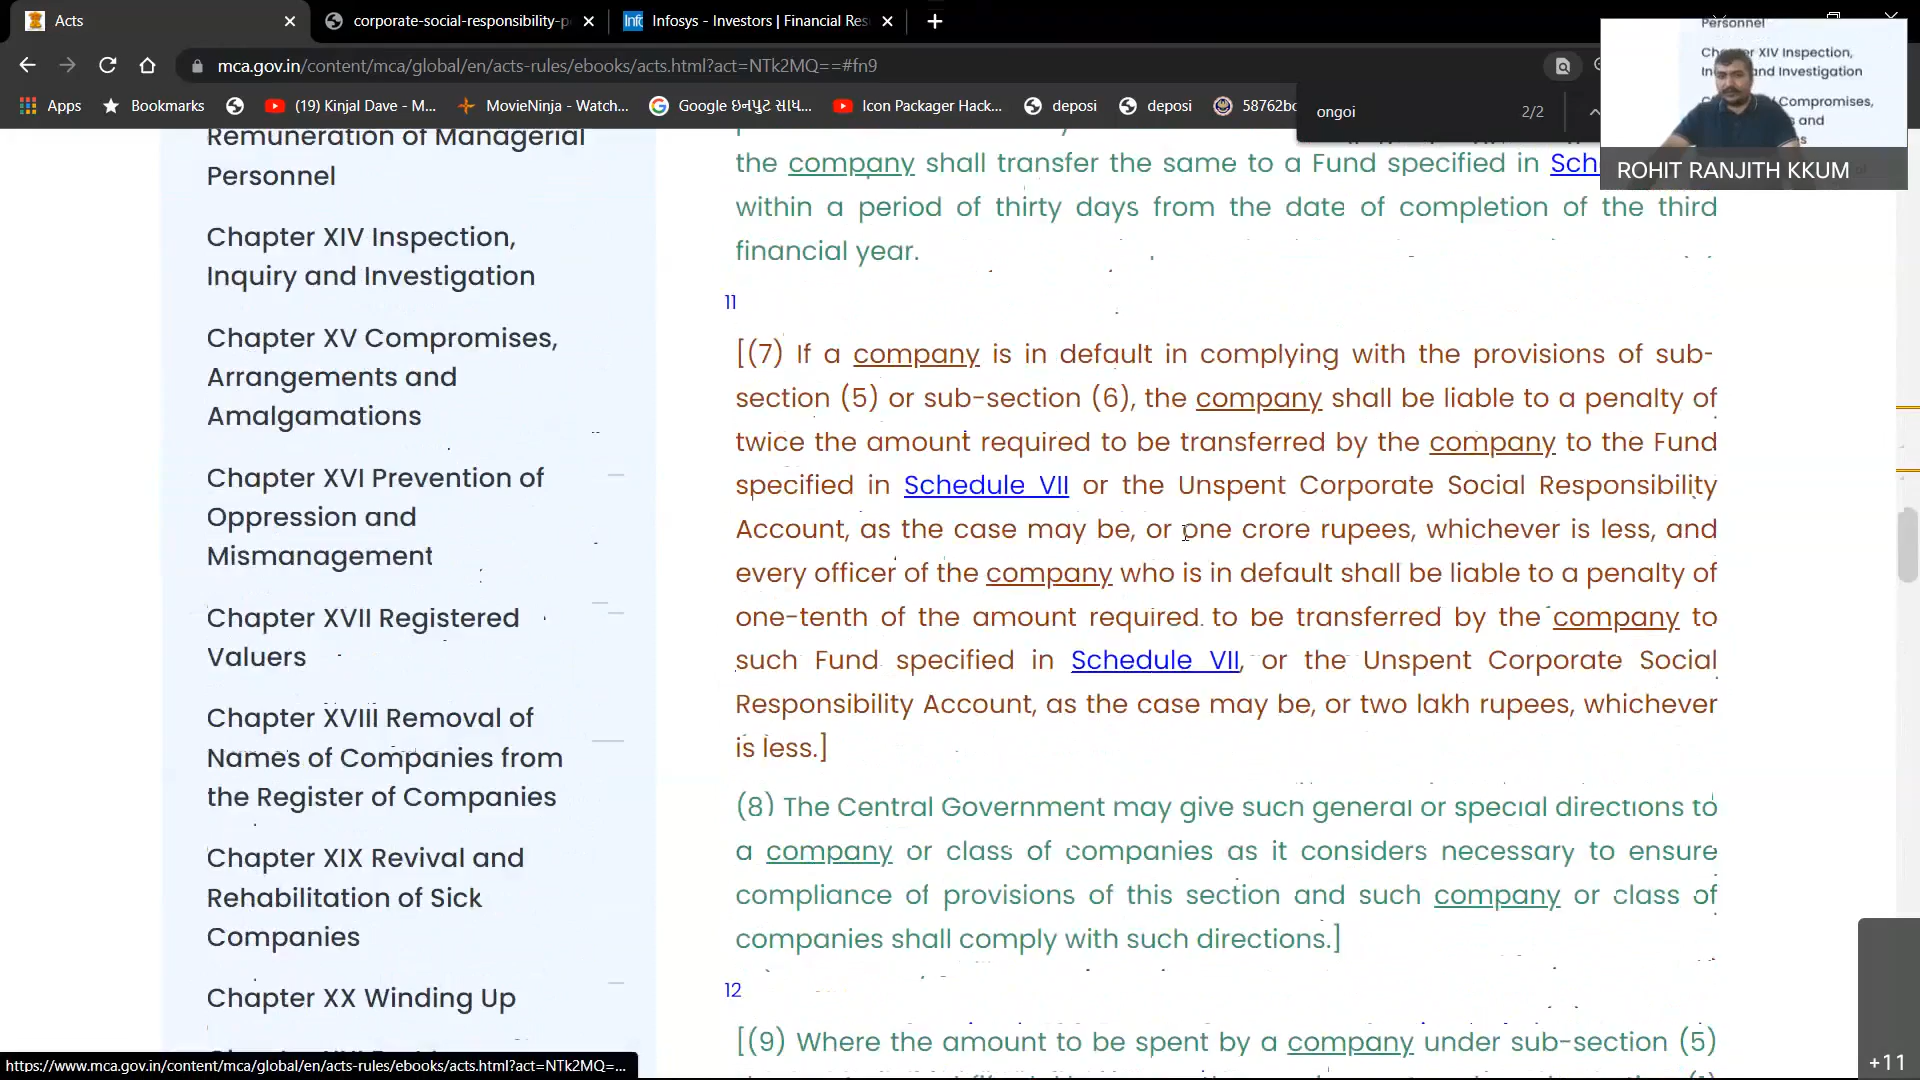 Acts
corporate-social-responsibility-p
Infosys - Investors | Financial Res
mca.gov.in/content/mca/global/en/acts-rules/ebooks/acts.html?act=NTk2MQ==#fn9
Apps
Bookmarks
(19) Kinjal Dave - M...
MovieNinja - Watch...
Google ઇનપુટ સાધ...
Icon Packager Hack...
deposi
deposi
58762bc
ongoi
2/2
Personnel
Chapter XIV Inspection,
and Investigation
Compromises,
and
ROHIT RANJITH KKUM
Remuneration of Managerial
Personnel
Chapter XIV Inspection,
Inquiry and Investigation
Chapter XV Compromises,
Arrangements and
Amalgamations
Chapter XVI Prevention of
Oppression and
Mismanagement
Chapter XVII Registered
Valuers
Chapter XVIII Removal of
Names of Companies from
the Register of Companies
Chapter XIX Revival and
Rehabilitation of Sick
Companies
Chapter XX Winding Up
the company shall transfer the same to a Fund specified in Sch
within a period of thirty days from the date of completion of the third
financial year.
11
[(7) If a company is in default in complying with the provisions of sub-
section (5) or sub-section (6), the company shall be liable to a penalty of
twice the amount required to be transferred by the company to the Fund
specified in Schedule VII or the Unspent Corporate Social Responsibility
Account, as the case may be, or one crore rupees, whichever is less, and
every officer of the company who is in default shall be liable to a penalty of
one-tenth of the amount required to be transferred by the company to
such Fund specified in Schedule VII, or the Unspent Corporate Social
Responsibility Account, as the case may be, or two lakh rupees, whichever
is less.]
(8) The Central Government may give such general or special directions to
a company or class of companies as it considers necessary to ensure
compliance of provisions of this section and such company or class of
companies shall comply with such directions.]
12
[(9) Where the amount to be spent by a company under sub-section (5)
https://www.mca.gov.in/content/mca/global/en/acts-rules/ebooks/acts.html?act=NTk2MQ=...
+11